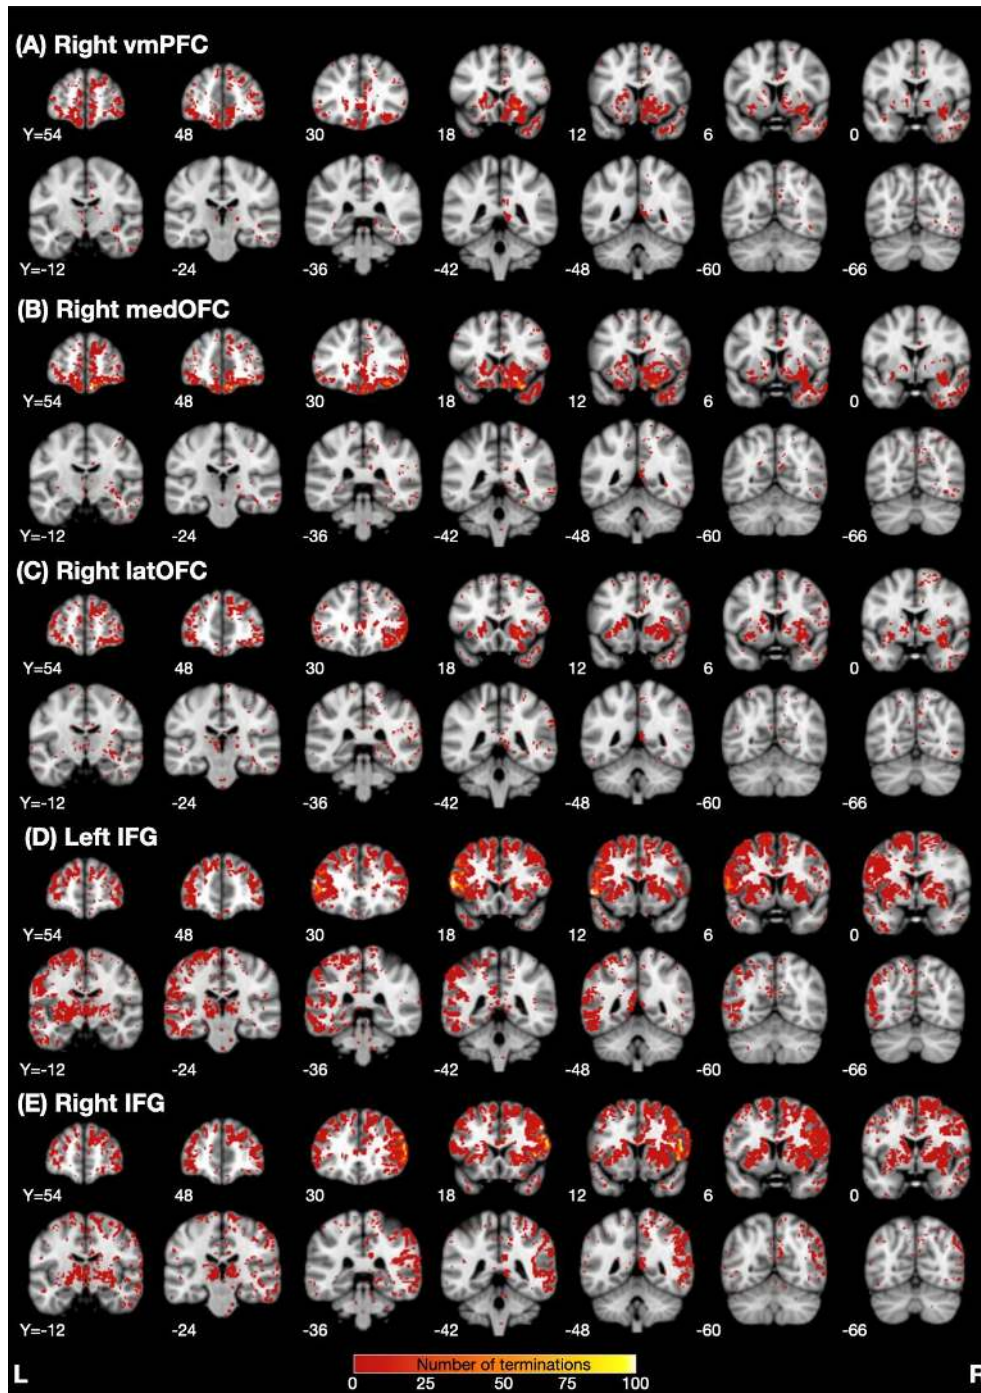 (A) Right vmPFC
Y=54 48 30 18 12 6 0
Y=-12 -24 -36 -42 -48 -60 -66
(B) Right medOFC
Y=54 48 30 18 12 6 0
Y=-12 -24 -36 -42 -48 -60 -66
(C) Right latOFC
Y=54 48 30 18 12 6 0
Y=-12 -24 -36 -42 -48 -60 -66
(D) Left IFG
Y=54 48 30 18 12 6 0
Y=-12 -24 -36 -42 -48 -60 -66
(E) Right IFG
Y=54 48 30 18 12 6 0
Y=-12 -24 -36 -42 -48 -60 -66
Number of terminations
L
0 25 50 75 100